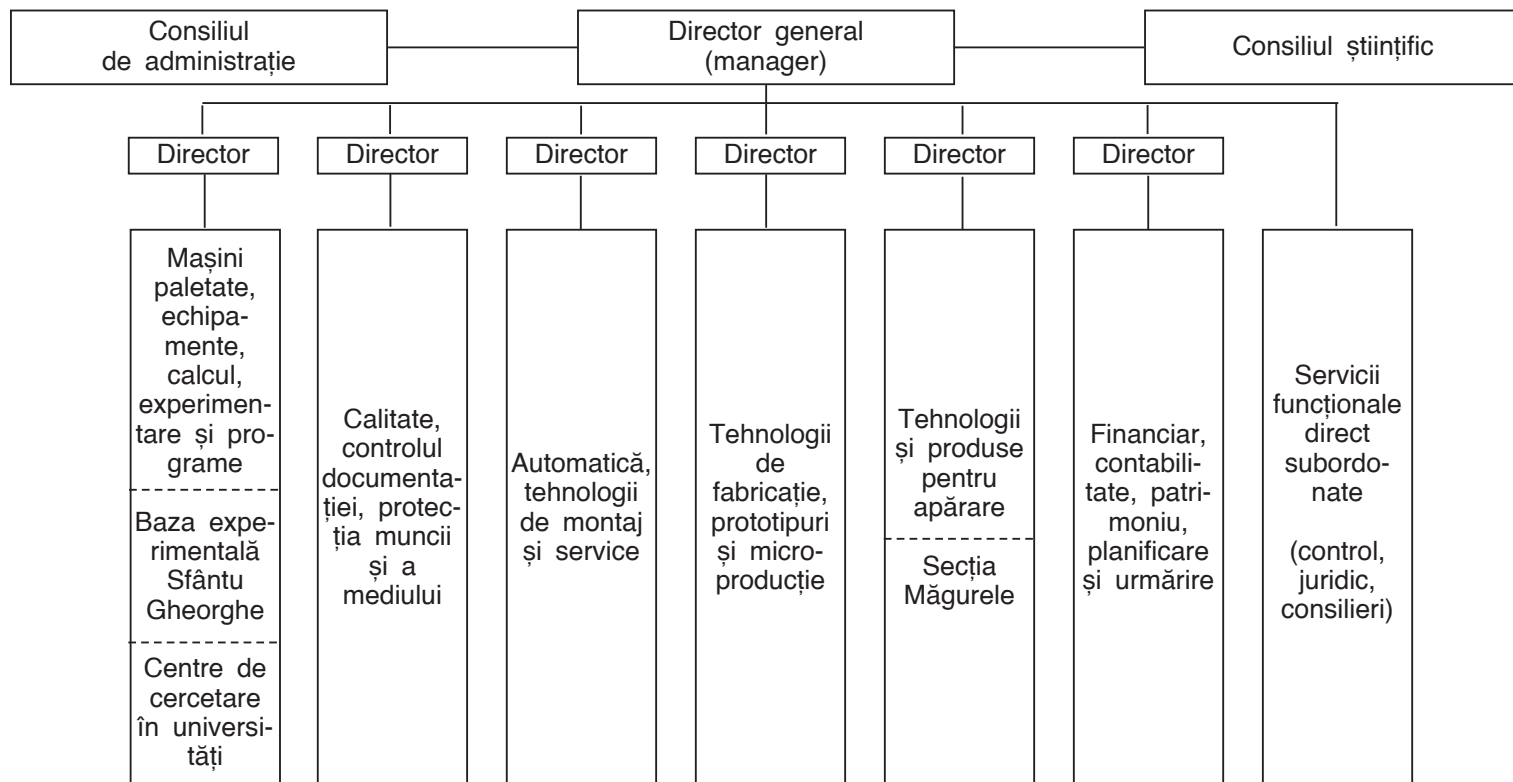 Consiliul
de administrație
Director general
(manager)
Consiliul științific
Director
Director
Director
Director
Director
Director
Mașini
paletate,
echipa-
mente,
calcul,
experimen-
tare și pro-
grame
Baza expe-
rimentală
Sfântu
Gheorghe
Centre de
cercetare
în universi-
tăți
Calitate,
controlul
documenta-
ției, protec-
ția muncii
și a
mediului
Automatică,
tehnologii
de montaj
și service
Tehnologii
de
fabricație,
prototipuri
și micro-
producție
Tehnologii
și produse
pentru
apărare
Secția
Măgurele
Financiar,
contabili-
tate, patri-
moniu,
planificare
și urmărire
Servicii
funcționale
direct
subordo-
nate
(control,
juridic,
consilieri)